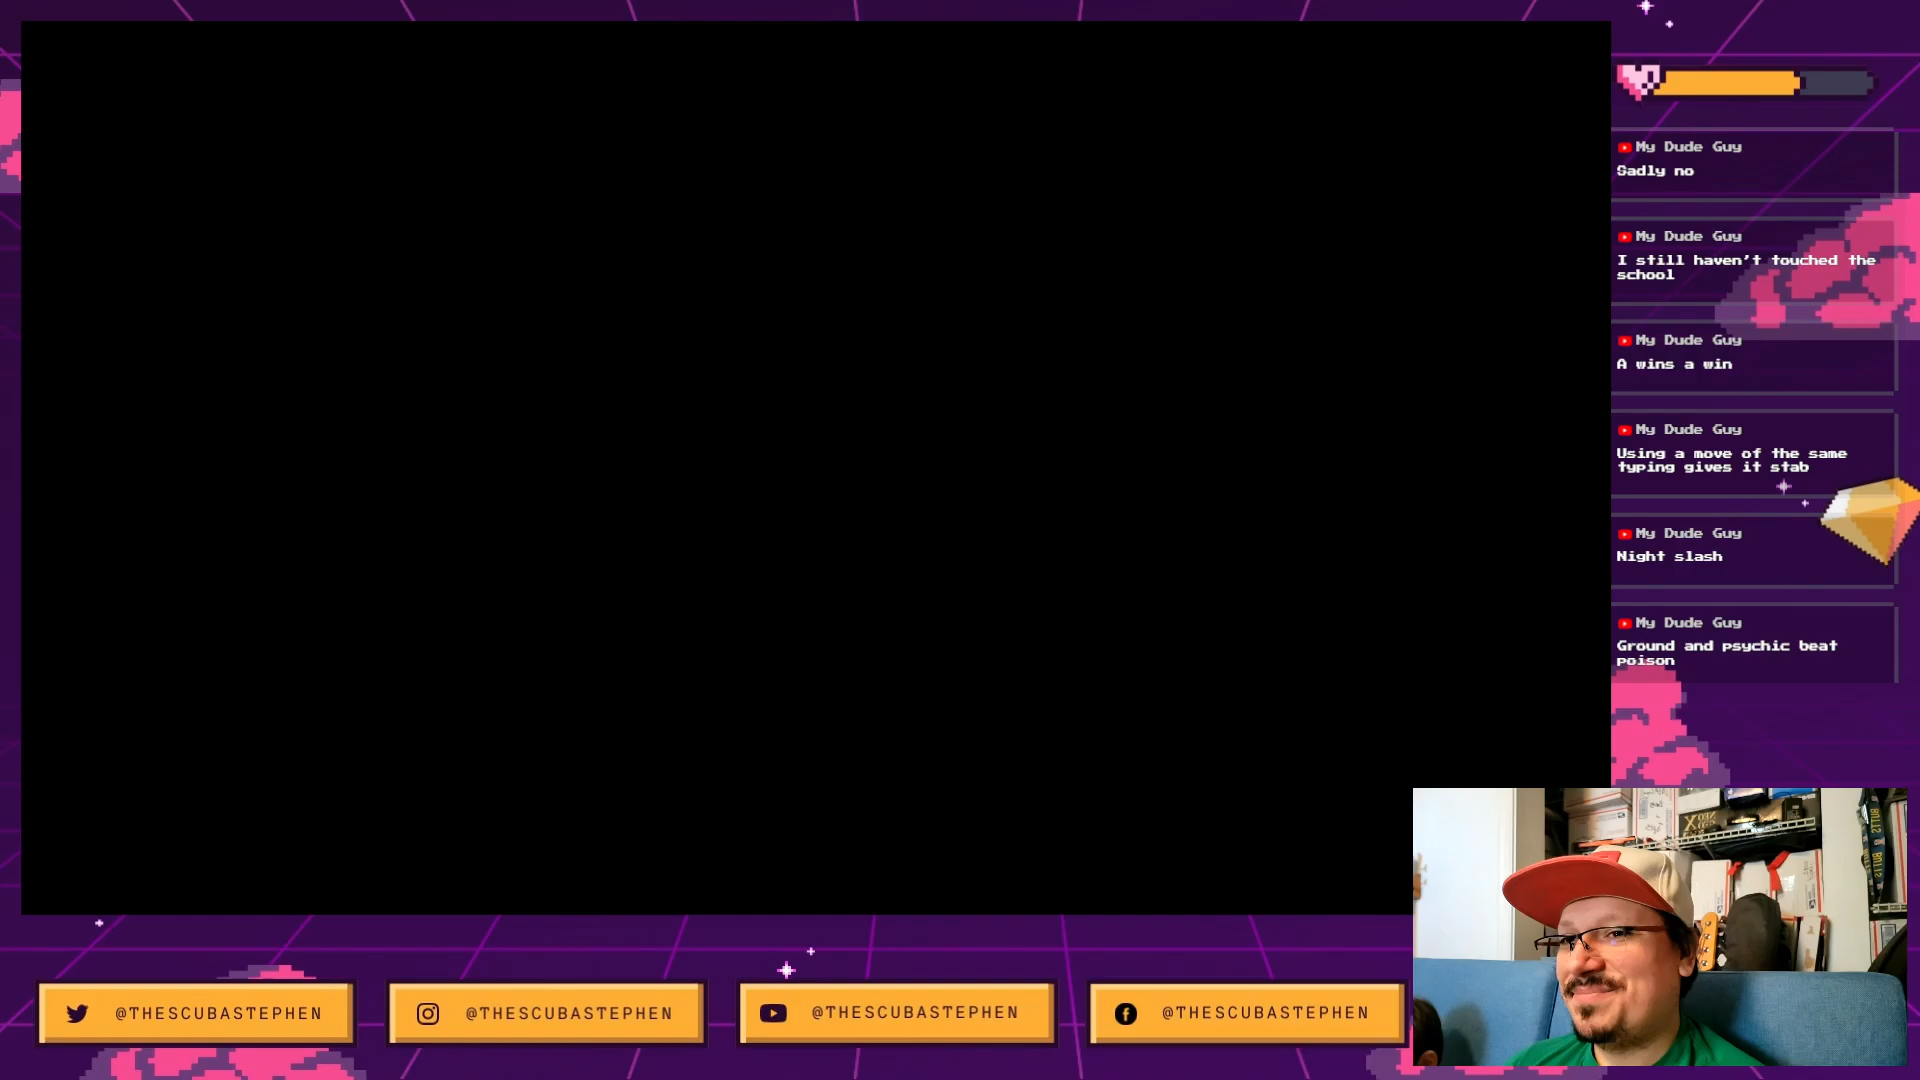 My Dude Guy
Sadly no
My Dude Guy
I still haven't touched the
school
My Dude Guy
A wins a win
My Dude Guy
Using a move of the same
typing gives it stab
My Dude Guy
Night slash
My Dude Guy
Ground and psychic beat
poison
@THESCUBASTEPHEN
@THESCUBASTEPHEN
@THESCUBASTEPHEN
@THESCUBASTEPHEN